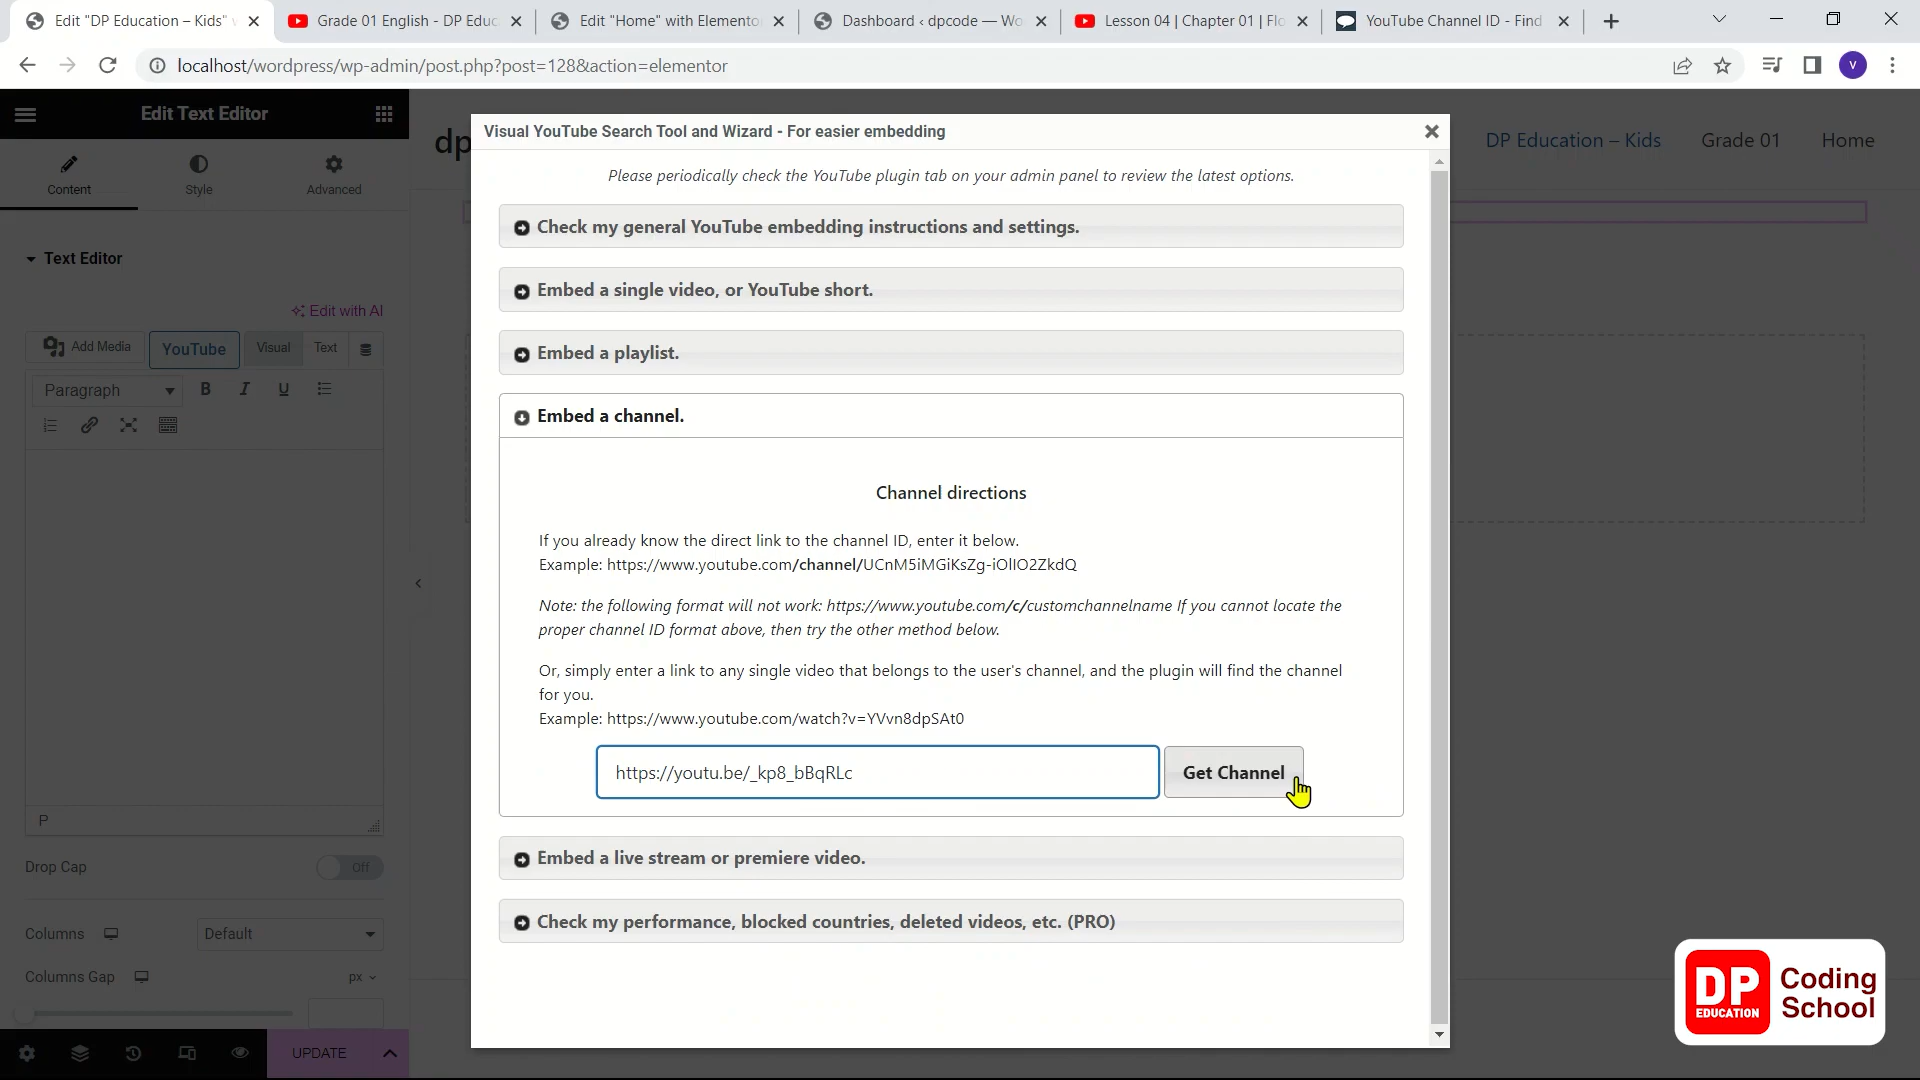 Edit "DP Education – Kids" w
Grade 01 English - DP Educ
Edit "Home" with Elemento
Dashboard ‹ dpcode — Wo
Lesson 04 | Chapter 01 | Flo
YouTube Channel ID - Find
localhost/wordpress/wp-admin/post.php?post=128&action=elementor
V
Edit Text Editor
Content
Style
Advanced
Text Editor
Edit with AI
Add Media
YouTube
Visual
Text
Paragraph
B
I
U
P
Drop Cap
Off
Columns
Default
Columns Gap
px
UPDATE
dp
DP Education – Kids
Grade 01
Home
Visual YouTube Search Tool and Wizard - For easier embedding
Please periodically check the YouTube plugin tab on your admin panel to review the latest options.
Check my general YouTube embedding instructions and settings.
Embed a single video, or YouTube short.
Embed a playlist.
Embed a channel.
Channel directions
If you already know the direct link to the channel ID, enter it below.
Example: https://www.youtube.com/channel/UCnM5iMGiKsZg-iOlIO2ZkdQ
Note: the following format will not work: https://www.youtube.com/c/customchannelname If you cannot locate the
proper channel ID format above, then try the other method below.
Or, simply enter a link to any single video that belongs to the user's channel, and the plugin will find the channel
for you.
Example: https://www.youtube.com/watch?v=YVvn8dpSAt0
https://youtu.be/_kp8_bBqRLc
Get Channel
Embed a live stream or premiere video.
Check my performance, blocked countries, deleted videos, etc. (PRO)
DP
EDUCATION
Coding
School